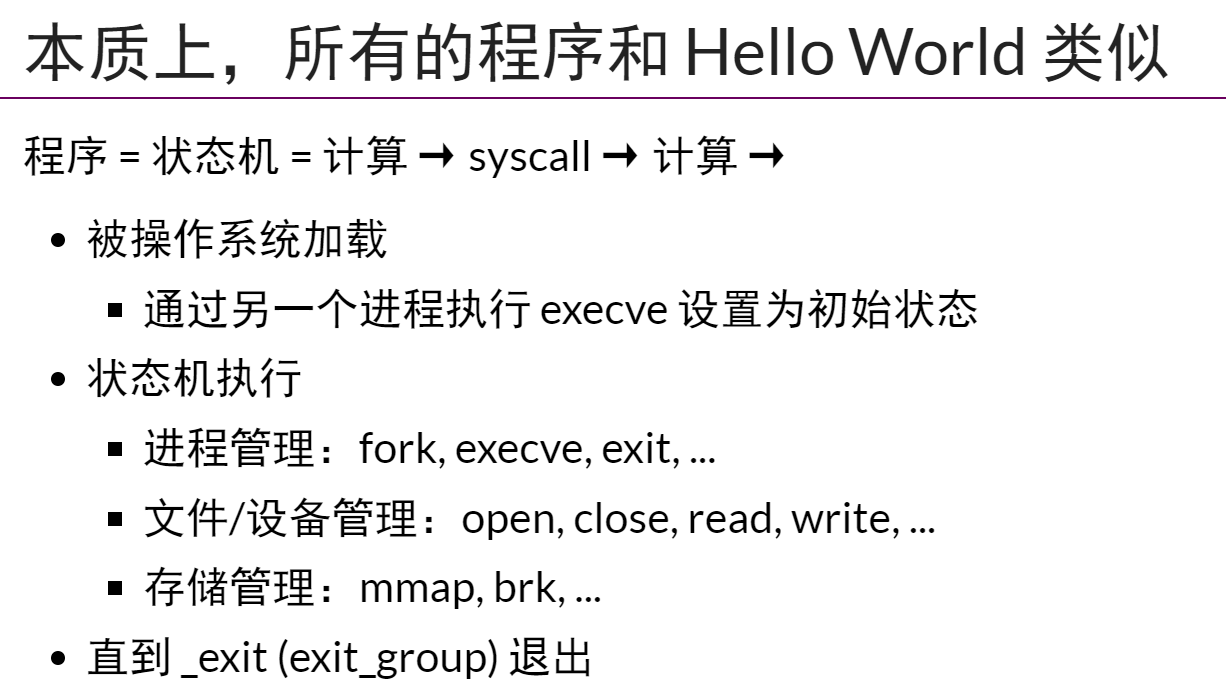 本质上，所有的程序和 Hello World 类似
程序 = 状态机 = 计算 → syscall → 计算 →
• 被操作系统加载
▪ 通过另一个进程执行 execve 设置为初始状态
• 状态机执行
▪ 进程管理：fork, execve, exit, ...
▪ 文件/设备管理：open, close, read, write, ...
▪ 存储管理：mmap, brk, ...
• 直到 _exit (exit_group) 退出